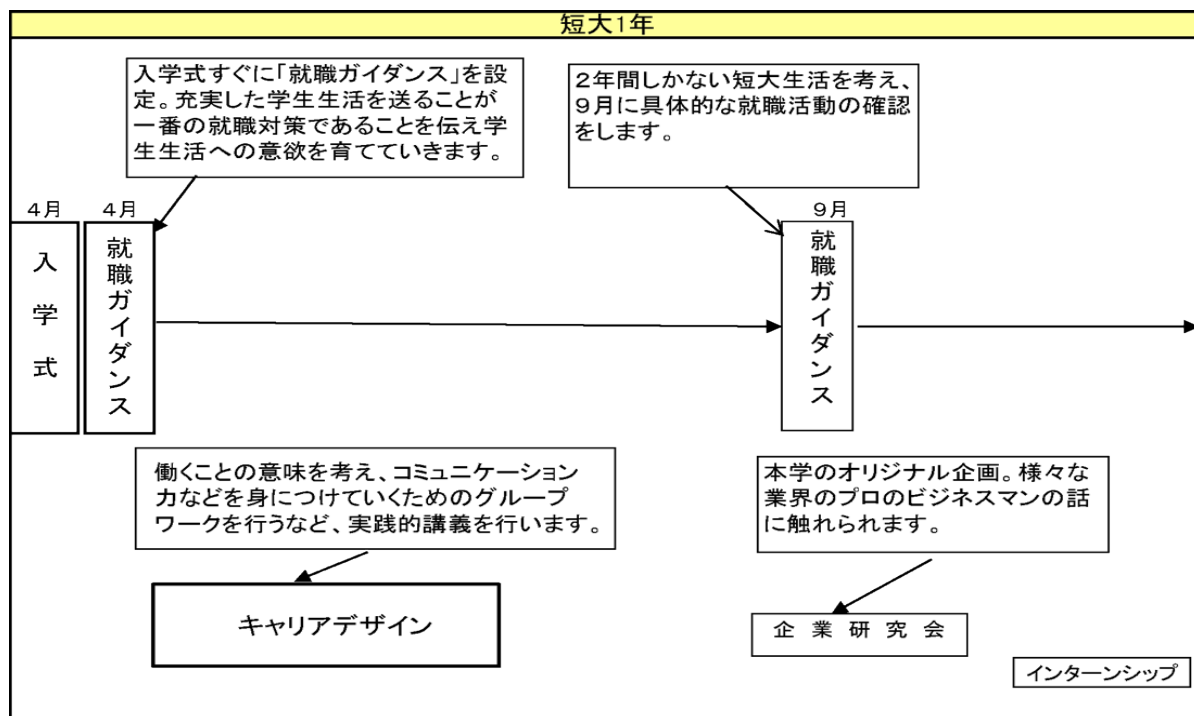 短大1年
入学式すぐに「就職ガイダンス」を設
定。充実した学生生活を送ることが
一番の就職対策であることを伝え学
生生活への意欲を育てていきます。
２年間しかない短大生活を考え、
９月に具体的な就職活動の確認
をします。
４月
４月
９月
入学式
就職ガイダンス
就職ガイダンス
働くことの意味を考え、コミュニケーション
力などを身につけていくためのグループ
ワークを行うなど、実践的講義を行います。
本学のオリジナル企画。様々な
業界のプロのビジネスマンの話
に触れられます。
キャリアデザイン
企業研究会
インターンシップ